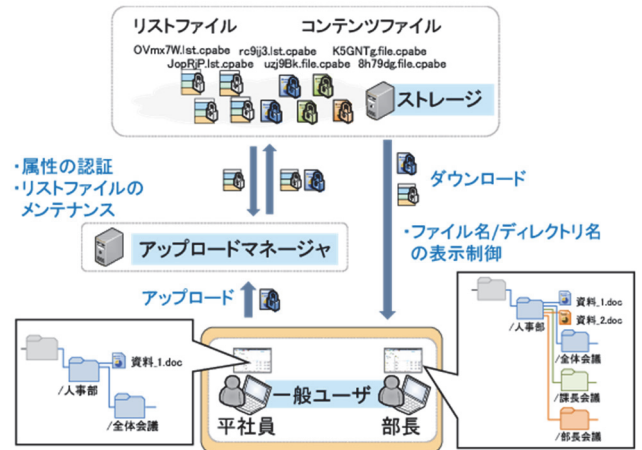 リストファイル
コンテンツファイル
OVmx7W.lst.cpabe
rc9ij3.lst.cpabe
K5GNTg.file.cpabe
JopRjP.lst.cpabe
uzj9Bk.file.cpabe
8h79dg.file.cpabe
ストレージ
・属性の認証
・リストファイルの
メンテナンス
ダウンロード
・ファイル名/ディレクトリ名
の表示制御
アップロードマネージャ
アップロード
資料_1.doc
/人事部
/全体会議
一般ユーザ
平社員
部長
資料_1.doc
資料_2.doc
/人事部
/全体会議
/課長会議
/部長会議